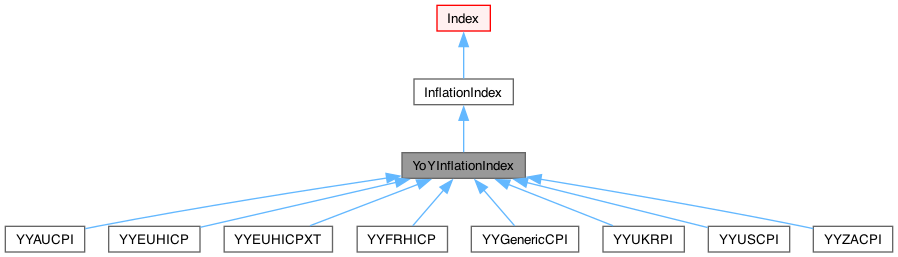 Index
InflationIndex
YoYInflationIndex
YYAUCPI
YYEUHICP
YYEUHICPXT
YYFRHICP
YYGenericCPI
YYUKRPI
YYUSCPI
YYZACPI